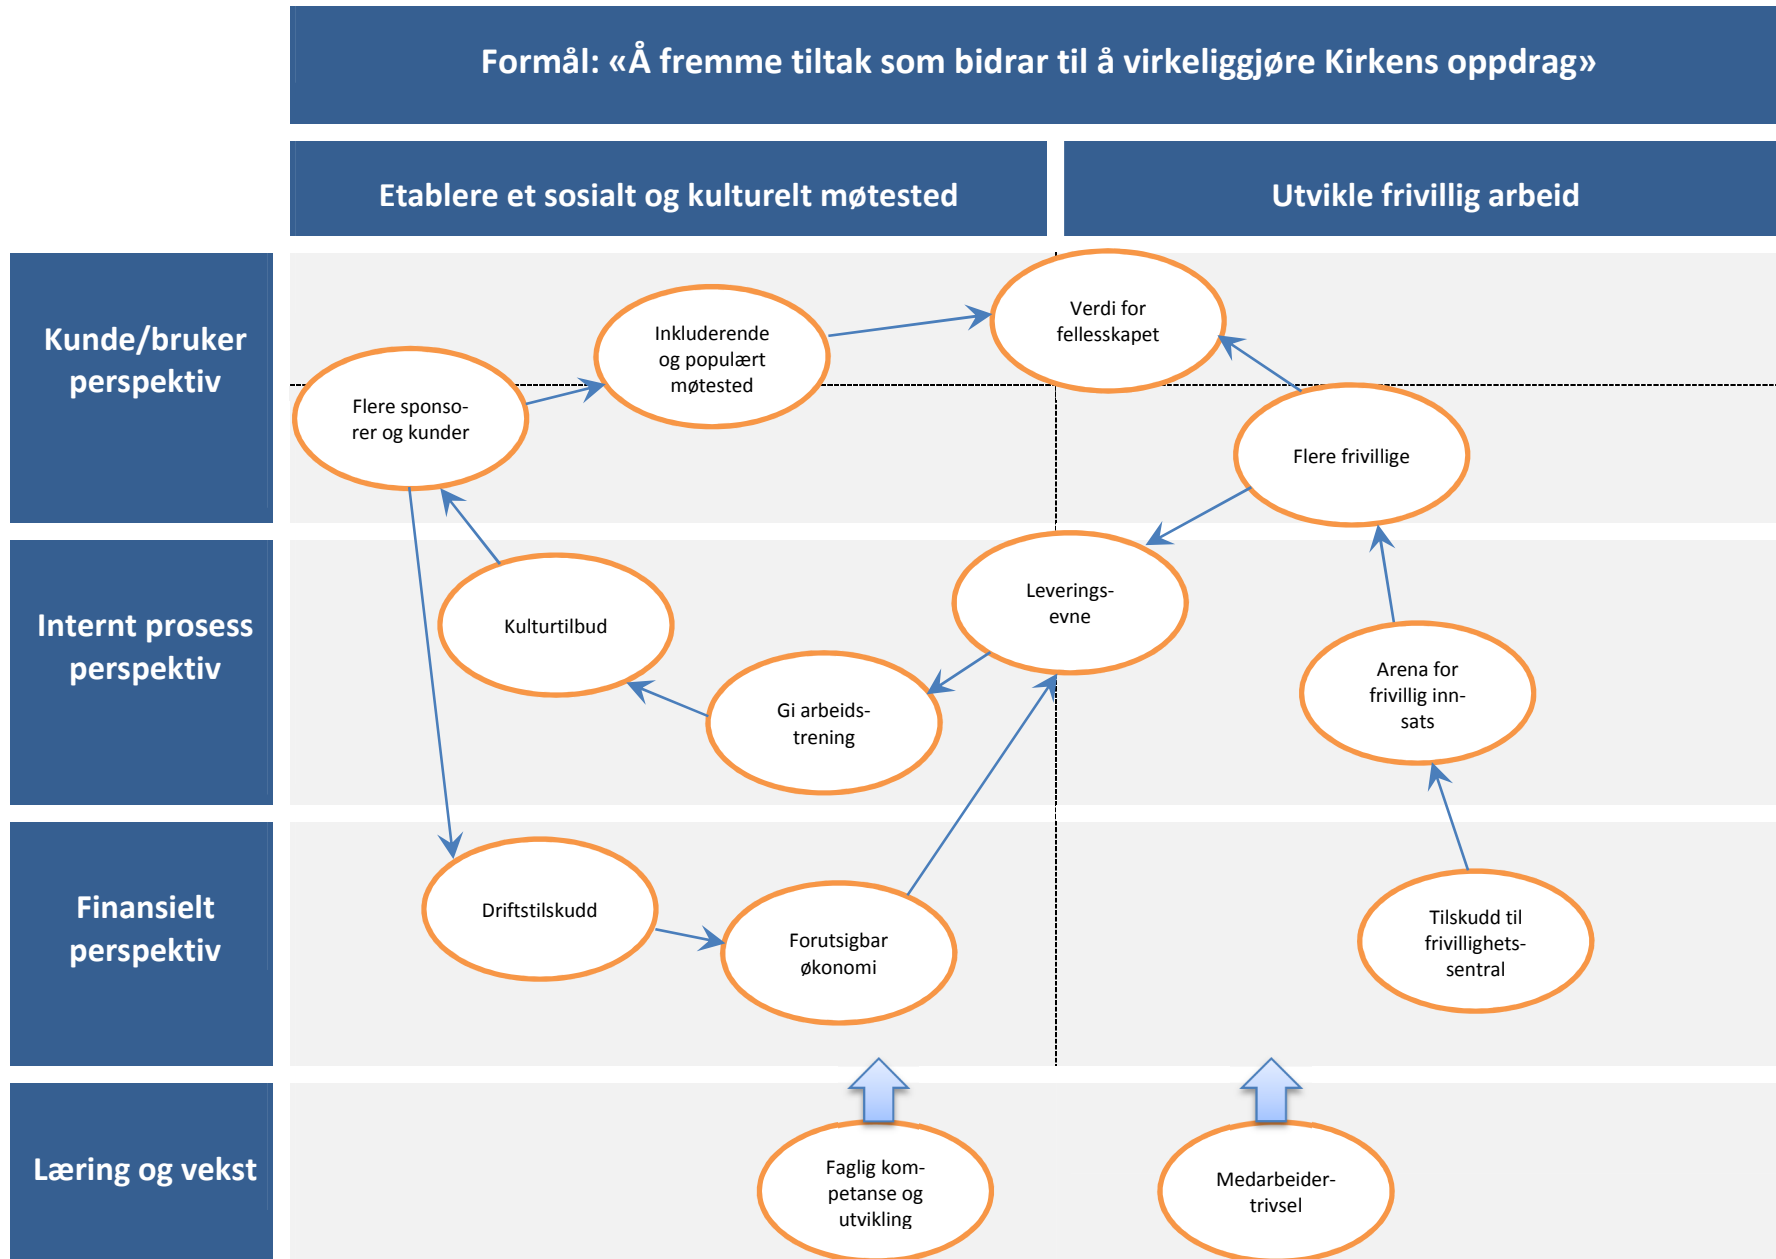 Formål: «Å fremme tiltak som bidrar til å virkeliggjøre Kirkens oppdrag»
Etablere et sosialt og kulturelt møtested
Utvikle frivillig arbeid
Kunde/bruker
perspektiv
Inkluderende
og populært
møtested
Verdi for
fellesskapet
Flere sponso-
rer og kunder
Flere frivillige
Internt prosess
perspektiv
Kulturtilbud
Leverings-
evne
Gi arbeids-
trening
Arena for
frivillig inn-
sats
Finansielt
perspektiv
Driftstilskudd
Forutsigbar
økonomi
Tilskudd til
frivillighets-
sentral
Læring og vekst
Faglig kom-
petanse og
utvikling
Medarbeider-
trivsel